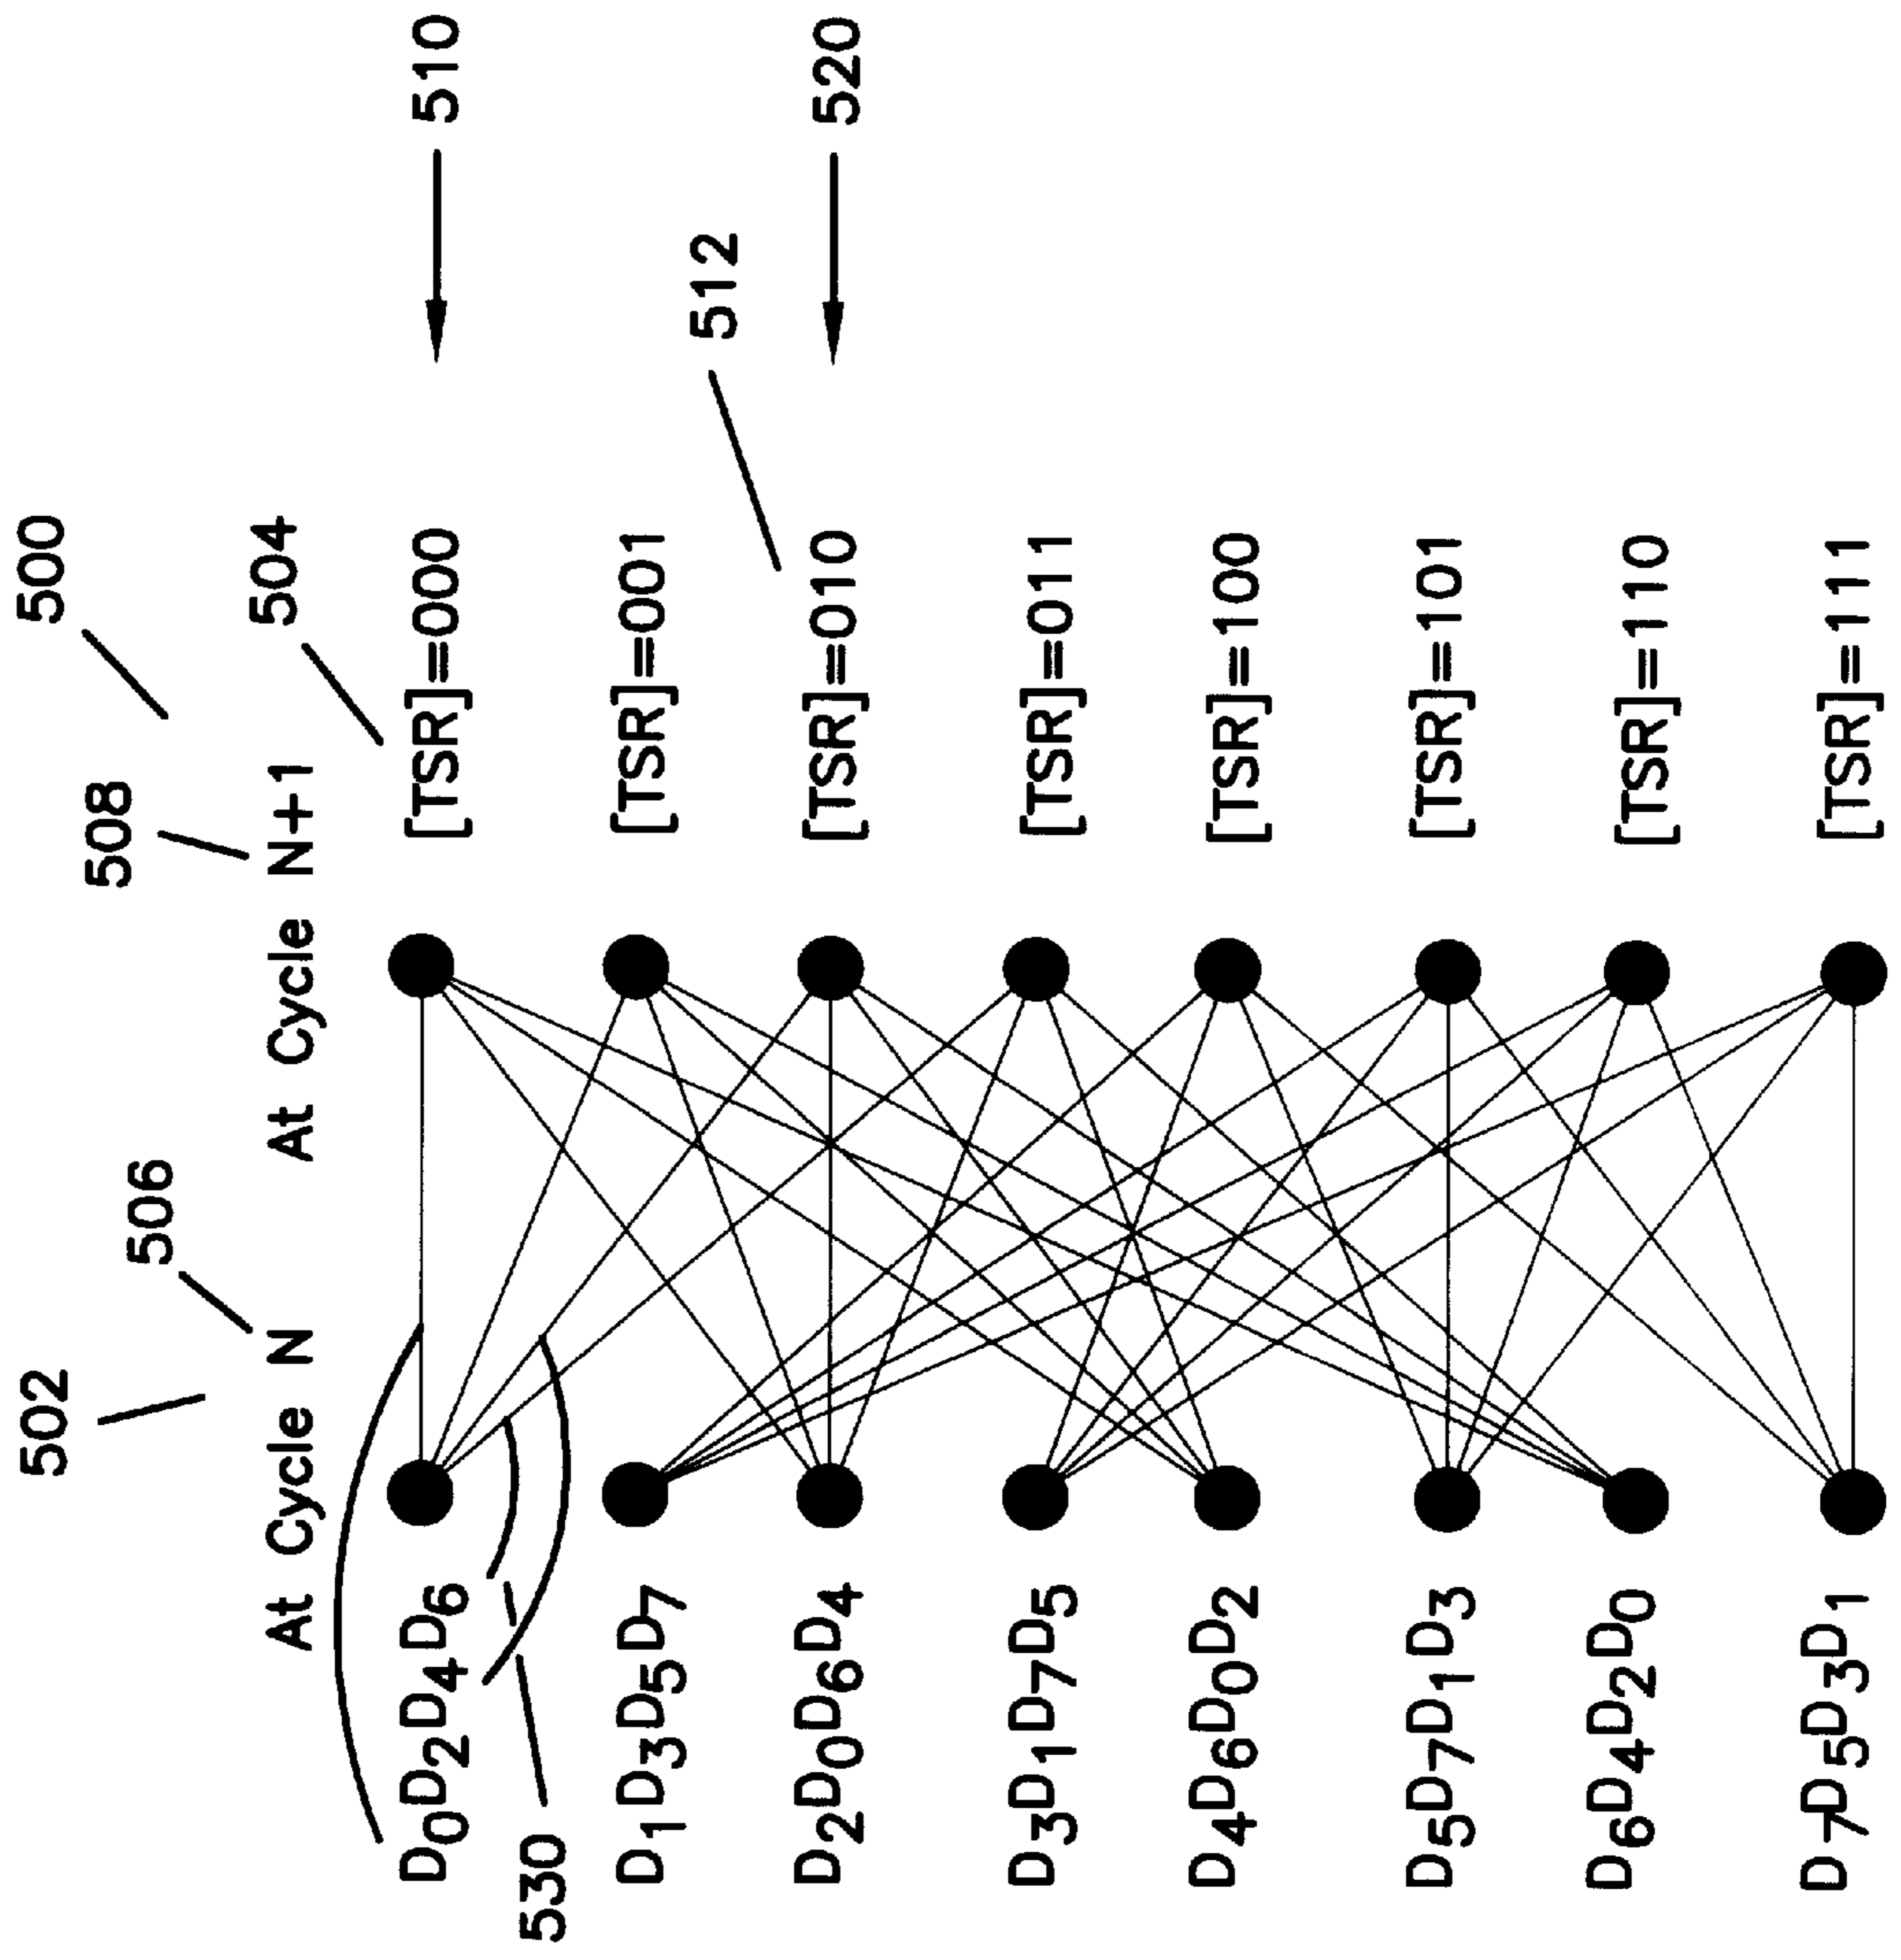 502
500
508
506
504
At Cycle N
At Cycle N+1
D₀D₂D₄D₆
[TSR]=000
510
530
D₁D₃D₅D₇
[TSR]=001
512
D₂D₀D₆D₄
[TSR]=010
520
D₃D₁D₇D₅
[TSR]=011
D₄D₆D₀D₂
[TSR]=100
D₅D₇D₁D₃
[TSR]=101
D₆D₄D₂D₀
[TSR]=110
D₇D₅D₃D₁
[TSR]=111